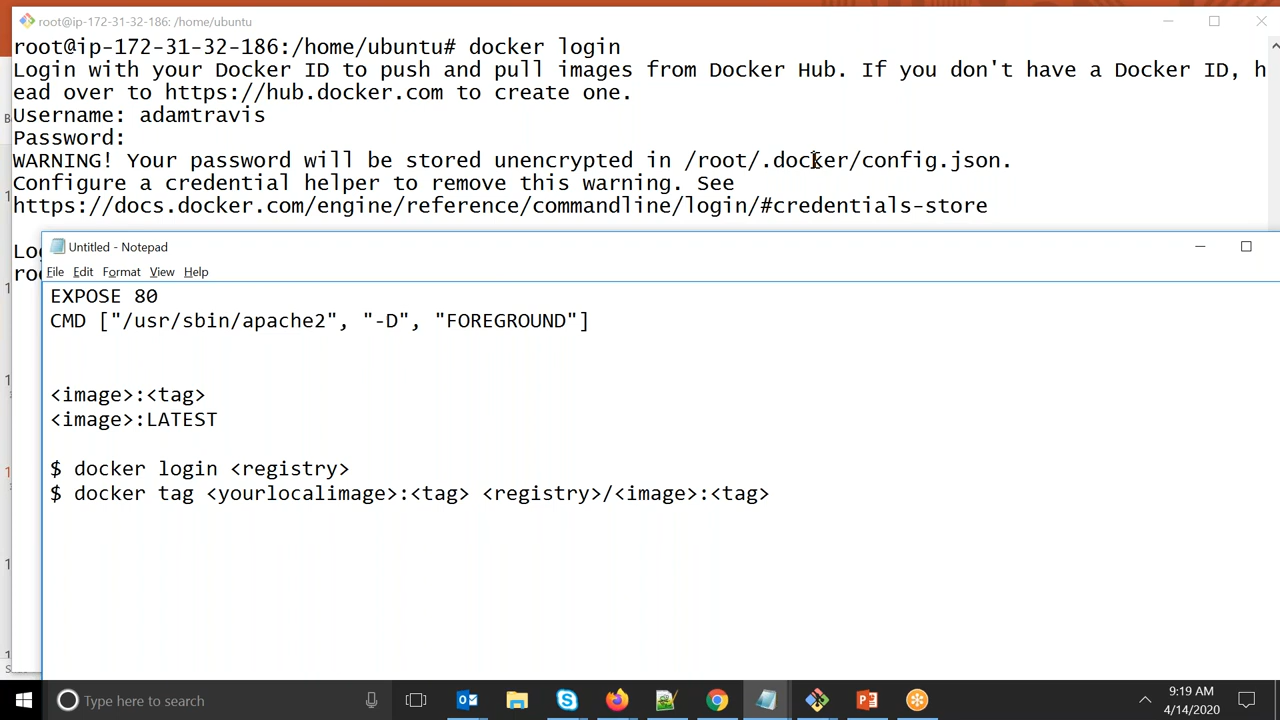 root@ip-172-31-32-186: /home/ubuntu
root@ip-172-31-32-186:/home/ubuntu# docker login
Login with your Docker ID to push and pull images from Docker Hub. If you don't have a Docker ID, h
ead over to https://hub.docker.com to create one.
Username: adamtravis
Password:
WARNING! Your password will be stored unencrypted in /root/.docker/config.json.
Configure a credential helper to remove this warning. See
https://docs.docker.com/engine/reference/commandline/login/#credentials-store
Untitled - Notepad
File Edit Format View Help
EXPOSE 80
CMD ["/usr/sbin/apache2", "-D", "FOREGROUND"]
<image>:<tag>
<image>:LATEST
$ docker login <registry>
$ docker tag <yourlocalimage>:<tag> <registry>/<image>:<tag>
Type here to search
9:19 AM
4/14/2020